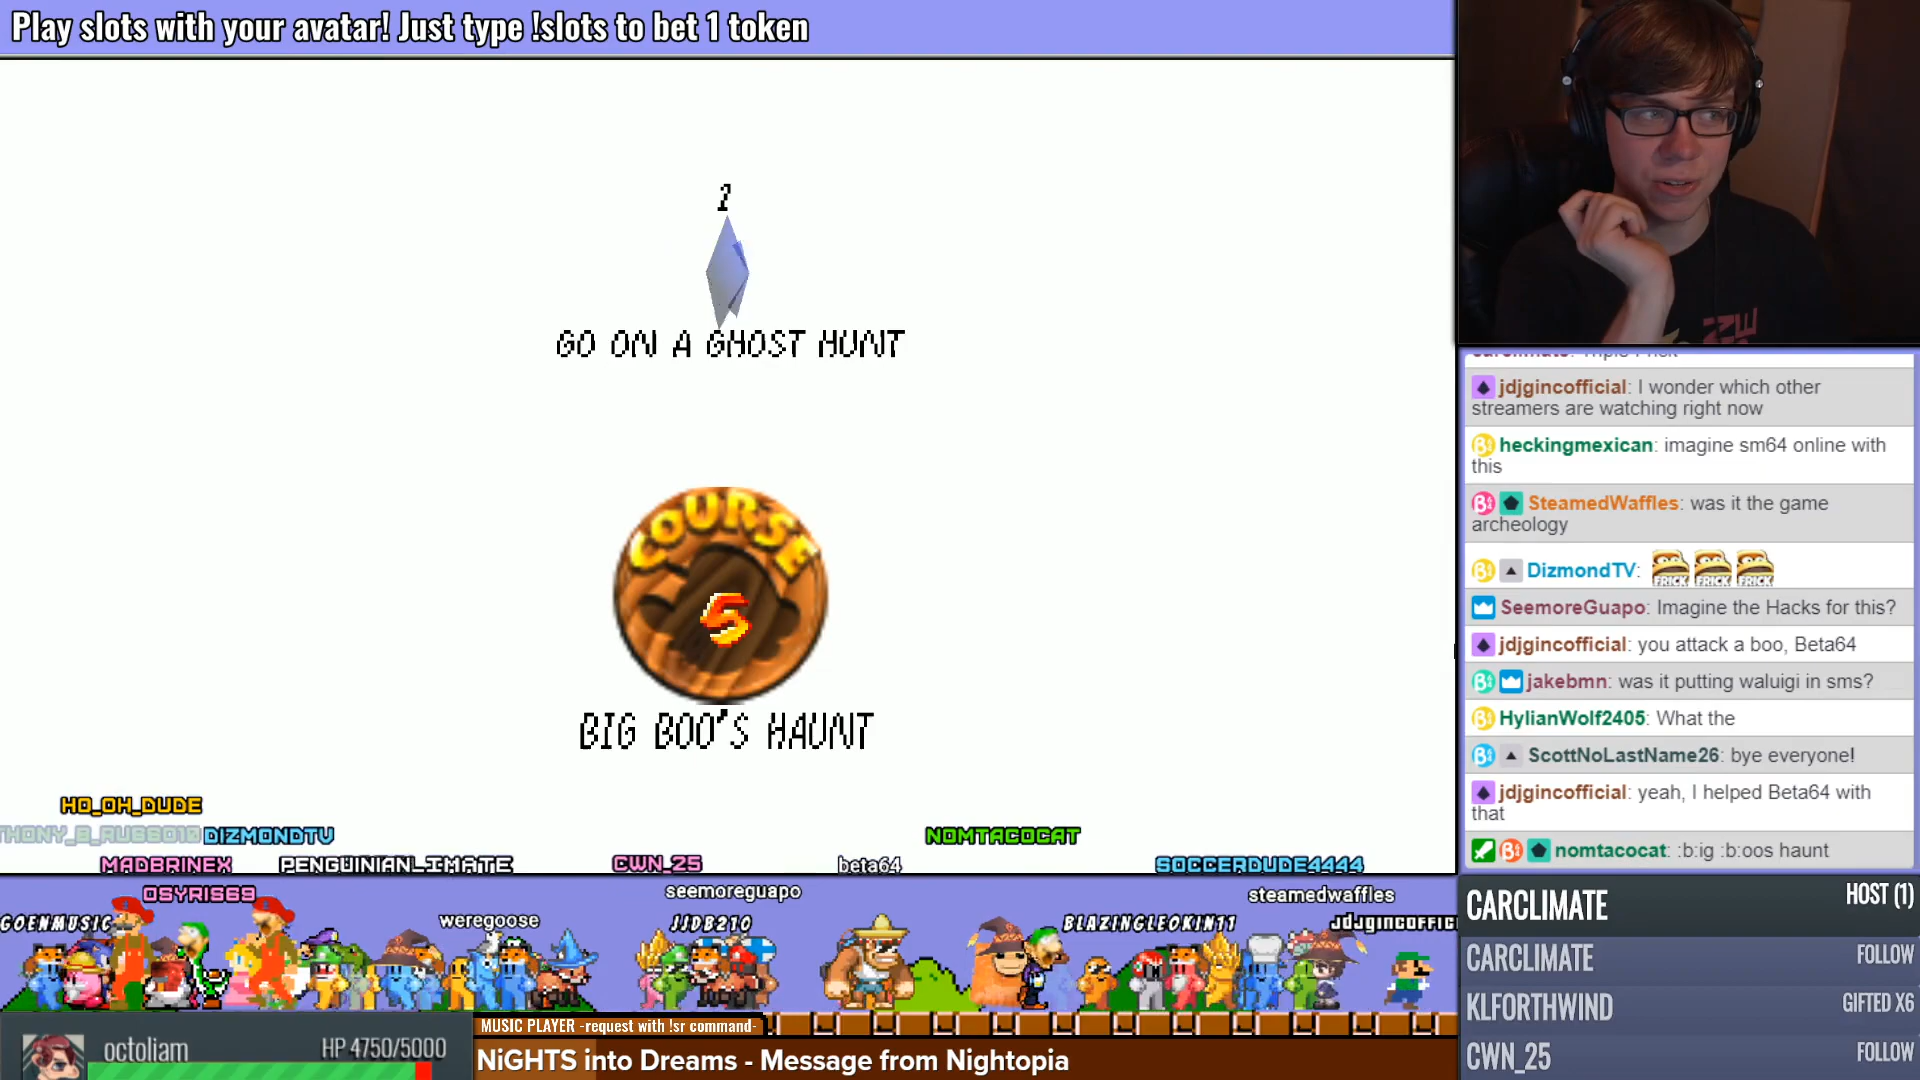 Play slots with your avatar! Just type !slots to bet 1 token
1
GO ON A GHOST HUNT
COURSE
5
BIG BOO'S HAUNT
HO_OH_DUDE
DIZMONDTV
NOMTACOCAT
MADBRINEX
PENGUINIAN_IMATE
CWN_25
beta64
SOCCERDUDE4444
OSYRIS69
seemoreguapo
steamedwaffles
GOENMUSIC
weregoose
JJDB210
BLAZINGLEOKIN11
jdjgincoffic
octoliam
HP 4750/5000
MUSIC PLAYER -request with !sr command-
NiGHTS into Dreams - Message from Nightopia
jdjgincofficial: I wonder which other
streamers are watching right now
heckingmexican: imagine sm64 online with
this
SteamedWaffles: was it the game
archeology
DizmondTV: FRICK FRICK FRICK
SeemoreGuapo: Imagine the Hacks for this?
jdjgincofficial: you attack a boo, Beta64
jakebmn: was it putting waluigi in sms?
HylianWolf2405: What the
ScottNoLastName26: bye everyone!
jdjgincofficial: yeah, I helped Beta64 with
that
nomtacocat: :b:ig :b:oos haunt
CARCLIMATE HOST (1)
CARCLIMATE FOLLOW
KLFORTHWIND GIFTED X6
CWN_25 FOLLOW